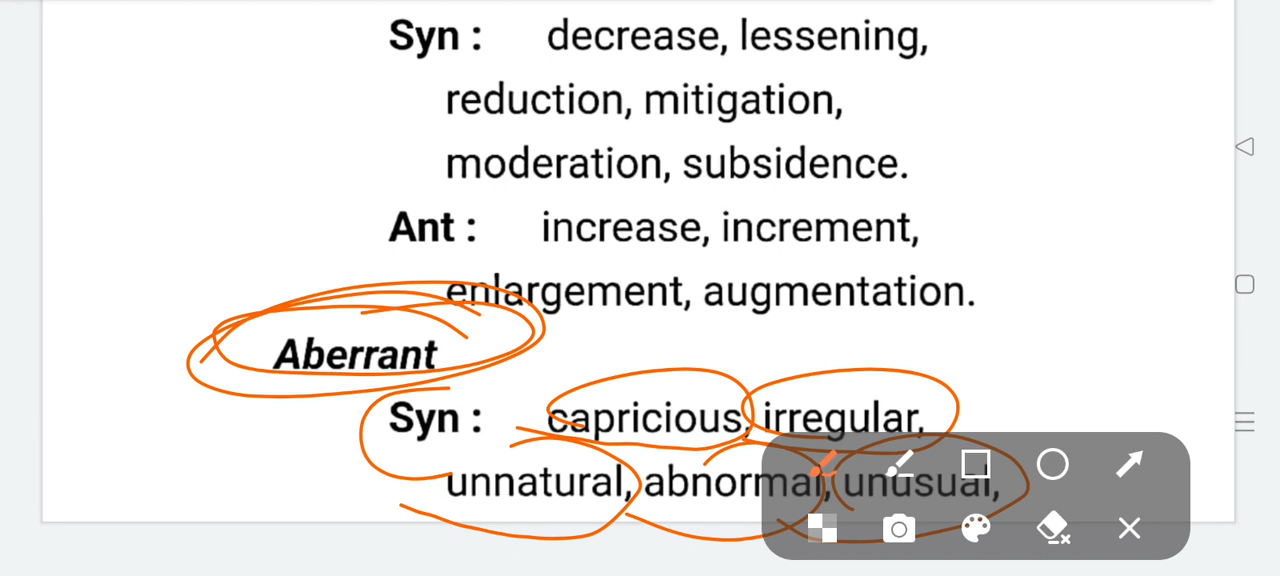 Syn : decrease, lessening,
reduction, mitigation,
moderation, subsidence.
Ant : increase, increment,
enlargement, augmentation.
Aberrant
Syn : capricious, irregular,
unnatural, abnormal, unusual,